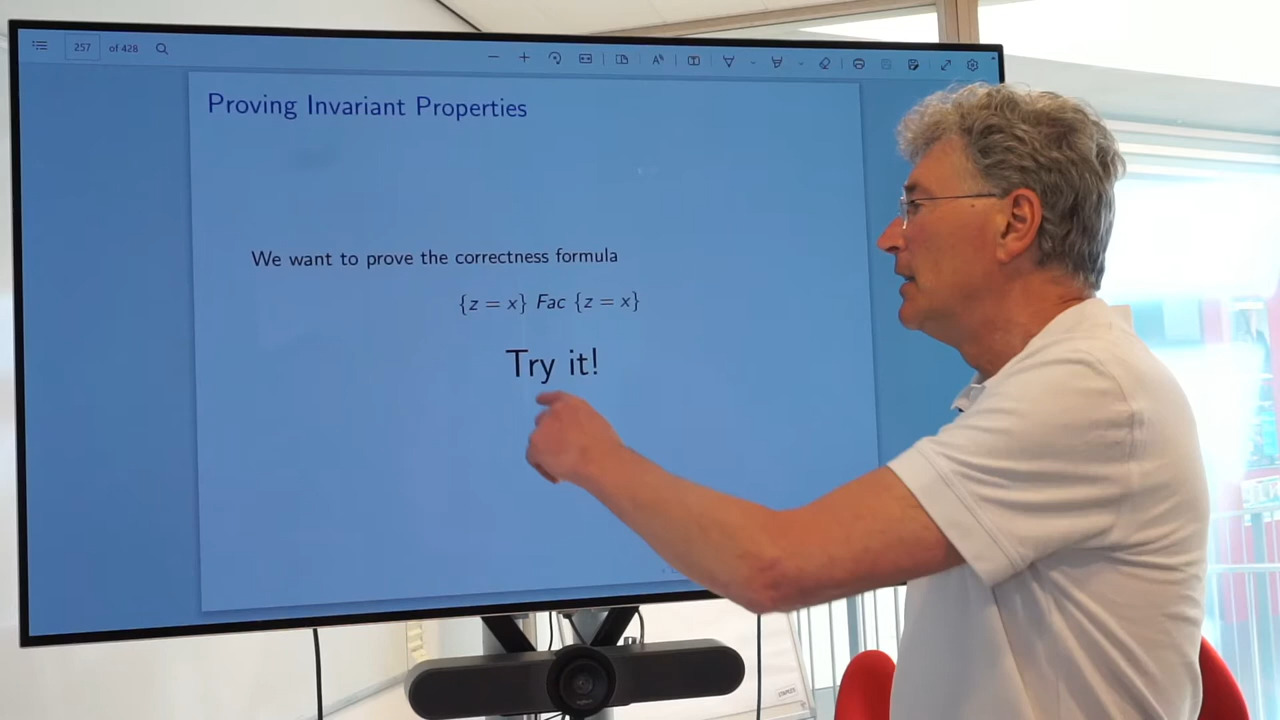 257 of 428
Proving Invariant Properties
We want to prove the correctness formula
{z = x} Fac {z = x}
Try it!